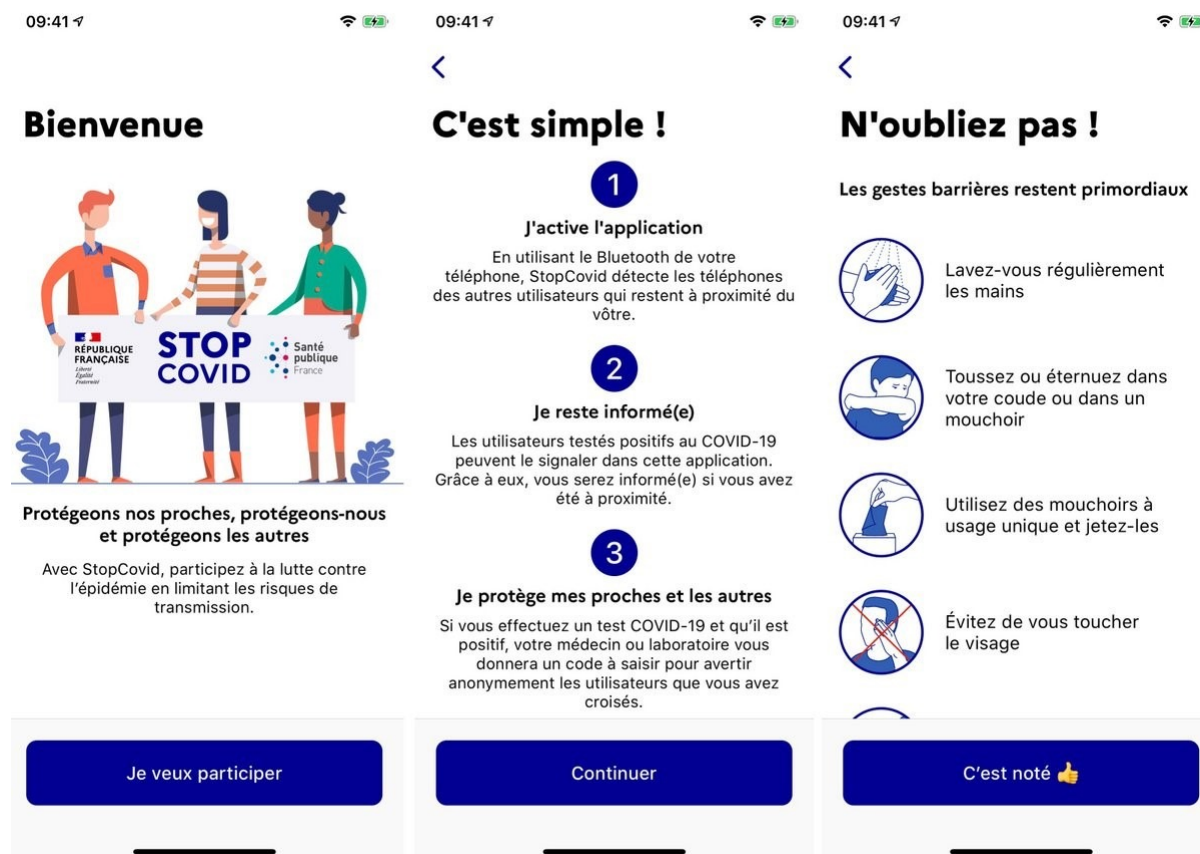 09:41
Bienvenue
RÉPUBLIQUE
FRANÇAISE
Liberté
Égalité
Fraternité
STOP
COVID
Santé
publique
France
Protégeons nos proches, protégeons-nous
et protégeons les autres
Avec StopCovid, participez à la lutte contre
l'épidémie en limitant les risques de
transmission.
Je veux participer
09:41
C'est simple !
1
J'active l'application
En utilisant le Bluetooth de votre
téléphone, StopCovid détecte les téléphones
des autres utilisateurs qui restent à proximité du
vôtre.
2
Je reste informé(e)
Les utilisateurs testés positifs au COVID-19
peuvent le signaler dans cette application.
Grâce à eux, vous serez informé(e) si vous avez
été à proximité.
3
Je protège mes proches et les autres
Si vous effectuez un test COVID-19 et qu'il est
positif, votre médecin ou laboratoire vous
donnera un code à saisir pour avertir
anonymement les utilisateurs que vous avez
croisés.
Continuer
09:41
N'oubliez pas !
Les gestes barrières restent primordiaux
Lavez-vous régulièrement
les mains
Toussez ou éternuez dans
votre coude ou dans un
mouchoir
Utilisez des mouchoirs à
usage unique et jetez-les
Évitez de vous toucher
le visage
C'est noté 👍